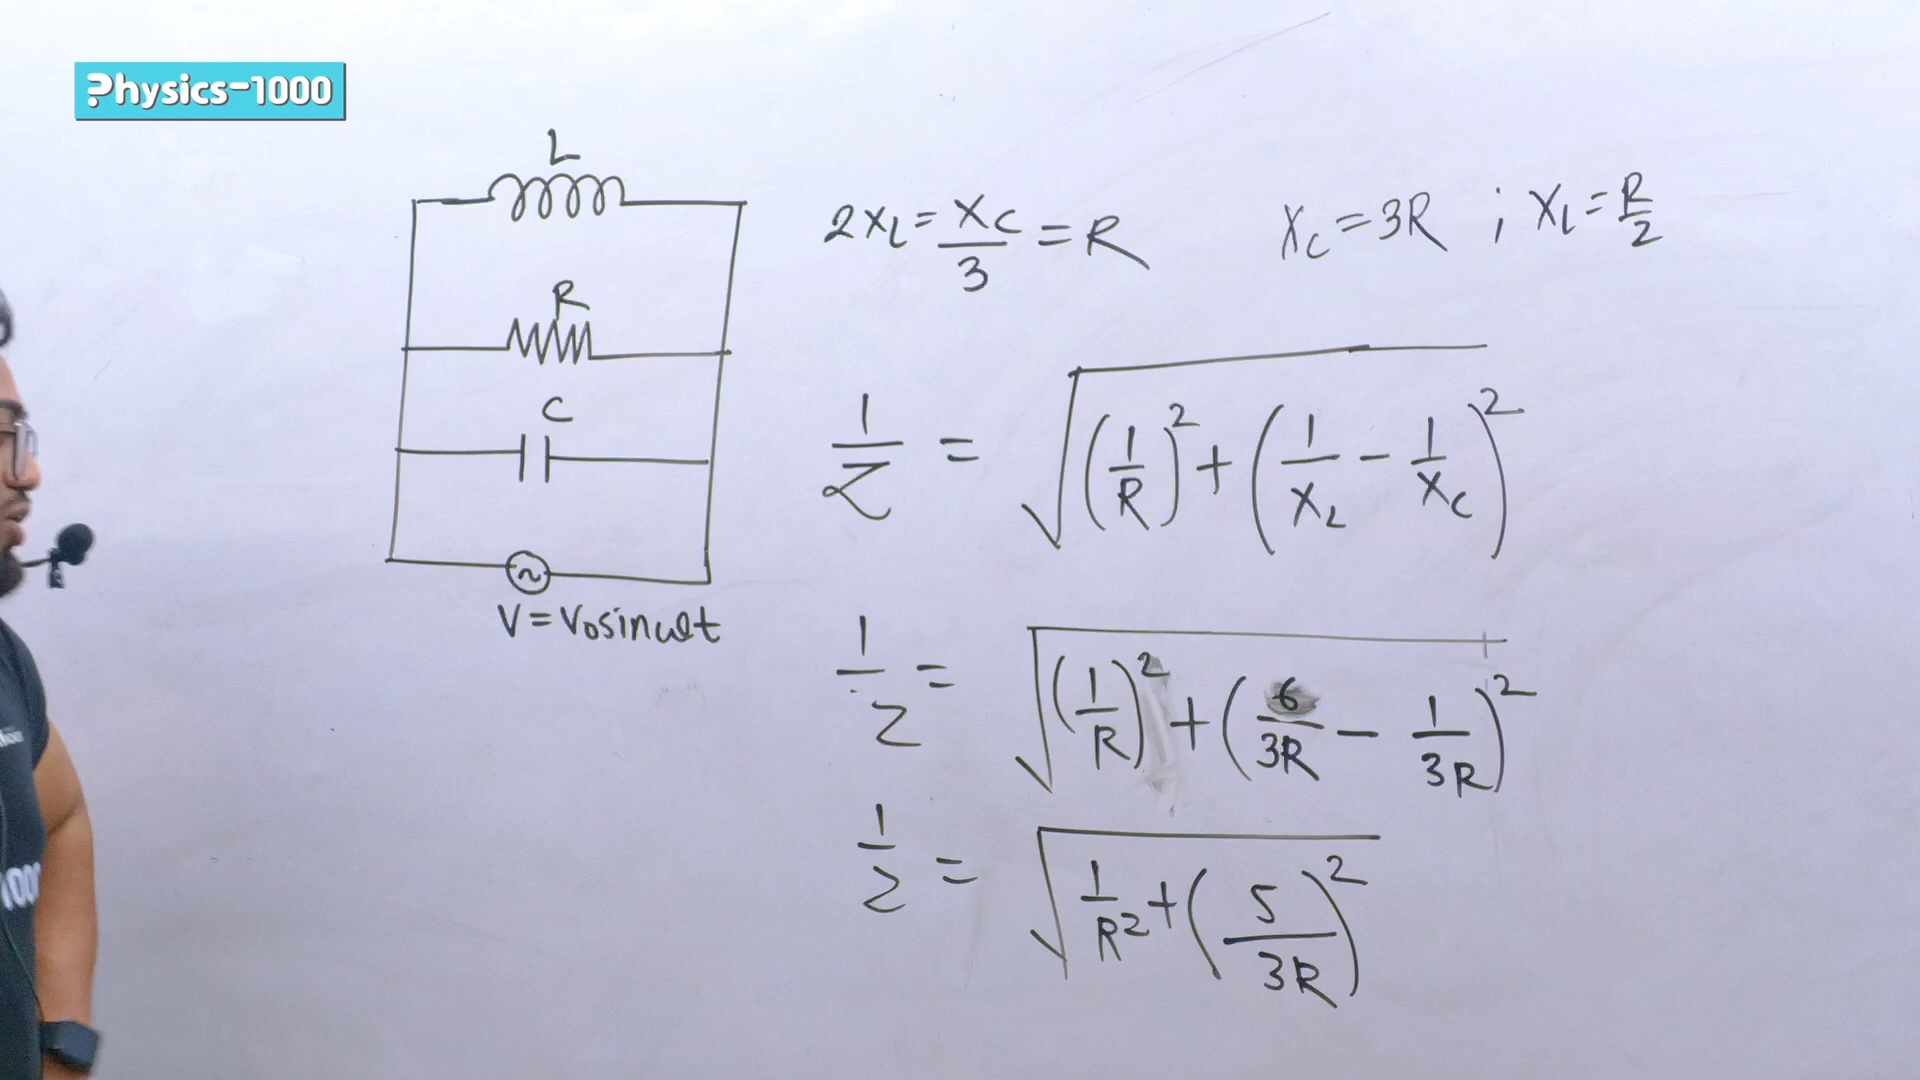 Physics-1000
L
R
C
V = V₀sinωt
2X_L = X_C/3 = R
X_C = 3R ; X_L = R/2
1/Z = √((1/R)² + (1/X_L − 1/X_C)²)
1/Z = √((1/R)² + (6/3R − 1/3R)²)
1/Z = √(1/R² + (5/3R)²)